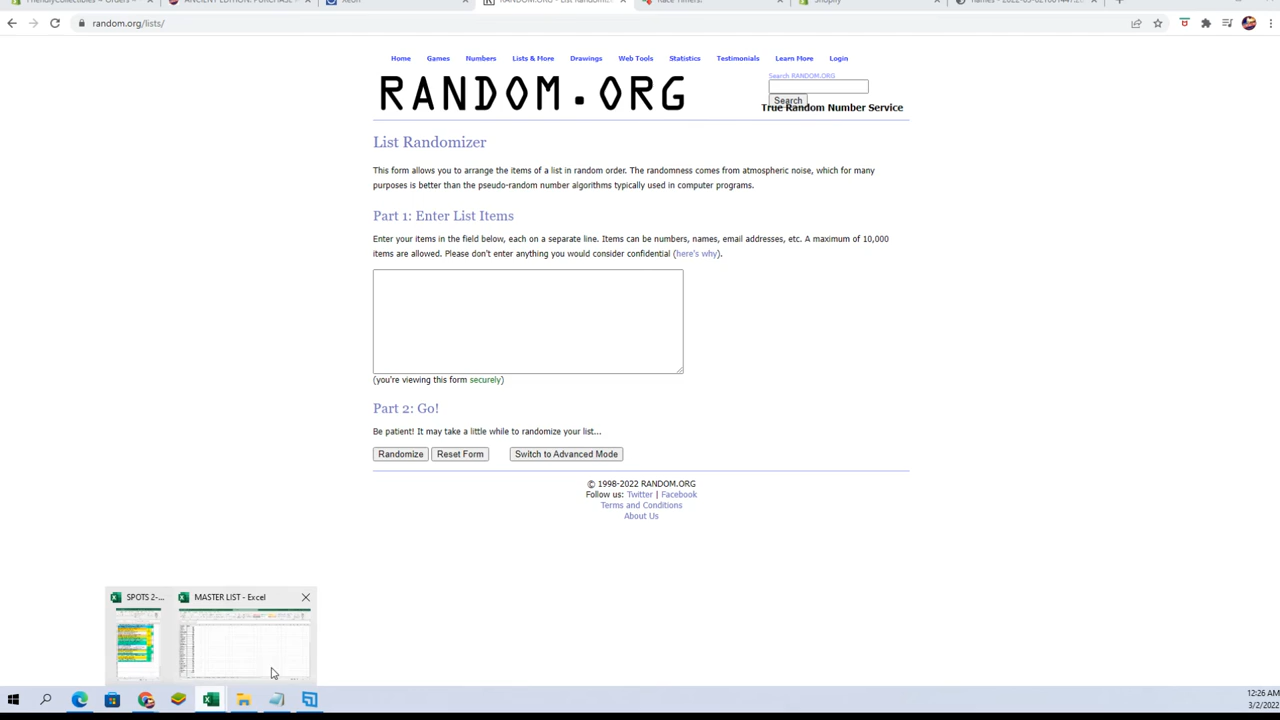 random.org/lists/
Home Games Numbers Lists & More Drawings Web Tools Statistics Testimonials Learn More Login
RANDOM.ORG
Search RANDOM.ORG
Search
True Random Number Service
List Randomizer
This form allows you to arrange the items of a list in random order. The randomness comes from atmospheric noise, which for many
purposes is better than the pseudo-random number algorithms typically used in computer programs.
Part 1: Enter List Items
Enter your items in the field below, each on a separate line. Items can be numbers, names, email addresses, etc. A maximum of 10,000
items are allowed. Please don't enter anything you would consider confidential (here's why).
(you're viewing this form securely)
Part 2: Go!
Be patient! It may take a little while to randomize your list...
Randomize Reset Form Switch to Advanced Mode
© 1998-2022 RANDOM.ORG
Follow us: Twitter | Facebook
Terms and Conditions
About Us
SPOTS 2-... MASTER LIST - Excel
12:26 AM
3/2/2022